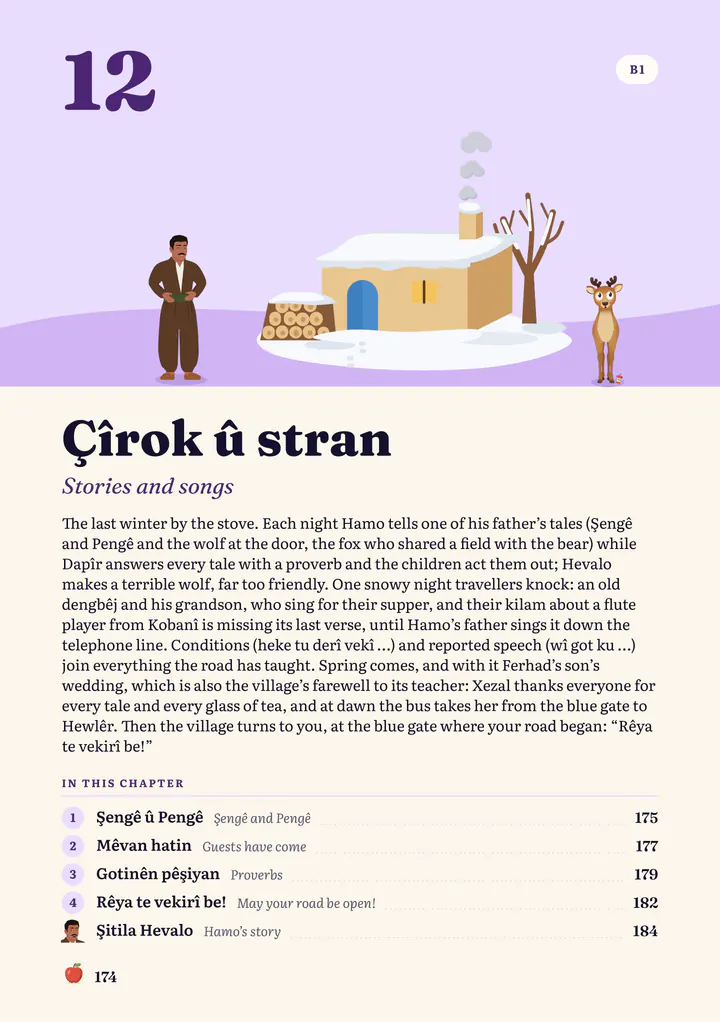 12
B1
Çîrok û stran
Stories and songs
The last winter by the stove. Each night Hamo tells one of his father’s tales (Şengê
and Pengê and the wolf at the door, the fox who shared a field with the bear) while
Dapîr answers every tale with a proverb and the children act them out; Hevalo
makes a terrible wolf, far too friendly. One snowy night travellers knock: an old
dengbêj and his grandson, who sing for their supper, and their kilam about a flute
player from Kobanî is missing its last verse, until Hamo’s father sings it down the
telephone line. Conditions (heke tu derî vekî …) and reported speech (wî got ku …)
join everything the road has taught. Spring comes, and with it Ferhad’s son’s
wedding, which is also the village’s farewell to its teacher: Xezal thanks everyone for
every tale and every glass of tea, and at dawn the bus takes her from the blue gate to
Hewlêr. Then the village turns to you, at the blue gate where your road began: “Rêya
te vekirî be!”
IN THIS CHAPTER
1 Şengê û Pengê Şengê and Pengê 175
2 Mêvan hatin Guests have come 177
3 Gotinên pêşiyan Proverbs 179
4 Rêya te vekirî be! May your road be open! 182
Şitila Hevalo Hamo’s story 184
174